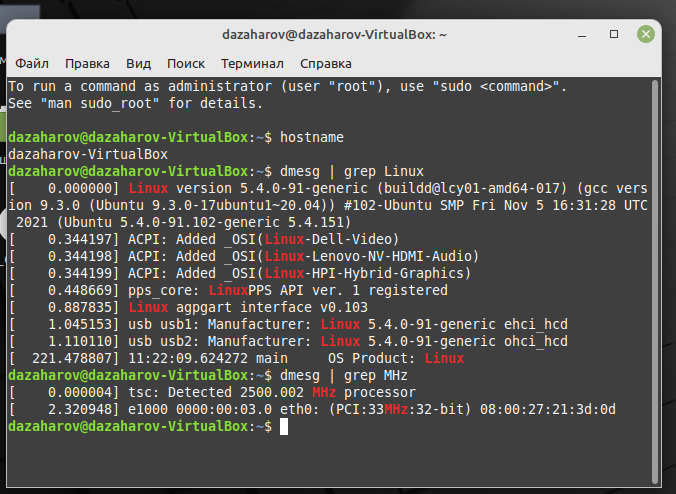 dazaharov@dazaharov-VirtualBox: ~
Файл Правка Вид Поиск Терминал Справка
To run a command as administrator (user "root"), use "sudo <command>".
See "man sudo_root" for details.
dazaharov@dazaharov-VirtualBox:~$ hostname
dazaharov-VirtualBox
dazaharov@dazaharov-VirtualBox:~$ dmesg | grep Linux
[    0.000000] Linux version 5.4.0-91-generic (buildd@lcy01-amd64-017) (gcc vers
ion 9.3.0 (Ubuntu 9.3.0-17ubuntu1~20.04)) #102-Ubuntu SMP Fri Nov 5 16:31:28 UTC
 2021 (Ubuntu 5.4.0-91.102-generic 5.4.151)
[    0.344197] ACPI: Added _OSI(Linux-Dell-Video)
[    0.344198] ACPI: Added _OSI(Linux-Lenovo-NV-HDMI-Audio)
[    0.344199] ACPI: Added _OSI(Linux-HPI-Hybrid-Graphics)
[    0.448669] pps_core: LinuxPPS API ver. 1 registered
[    0.887835] Linux agpgart interface v0.103
[    1.045153] usb usb1: Manufacturer: Linux 5.4.0-91-generic ehci_hcd
[    1.110110] usb usb2: Manufacturer: Linux 5.4.0-91-generic ohci_hcd
[  221.478807] 11:22:09.624272 main     OS Product: Linux
dazaharov@dazaharov-VirtualBox:~$ dmesg | grep MHz
[    0.000004] tsc: Detected 2500.002 MHz processor
[    2.320948] e1000 0000:00:03.0 eth0: (PCI:33MHz:32-bit) 08:00:27:21:3d:0d
dazaharov@dazaharov-VirtualBox:~$